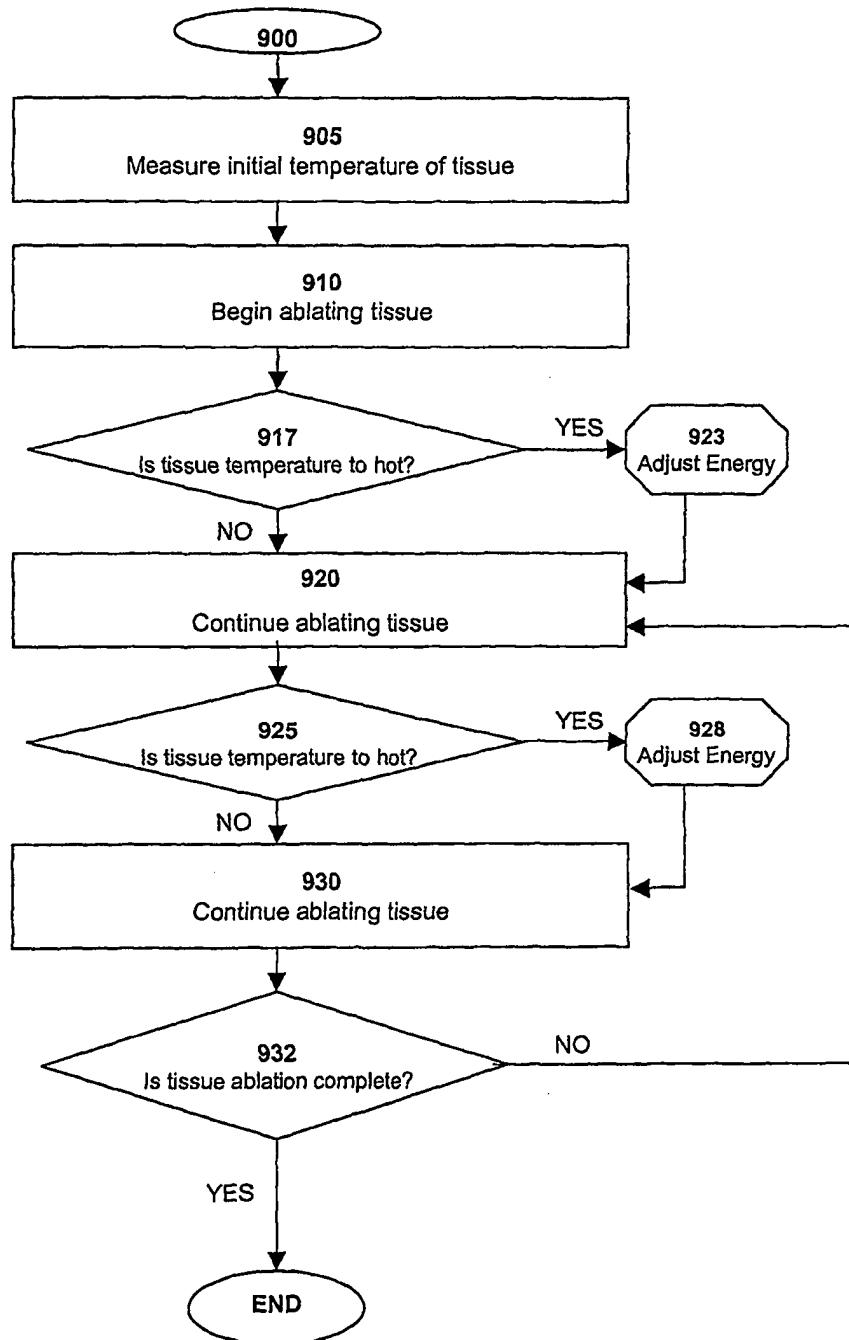 900
905
Measure initial temperature of tissue
910
Begin ablating tissue
917
Is tissue temperature to hot?
YES
923
Adjust Energy
NO
920
Continue ablating tissue
925
Is tissue temperature to hot?
YES
928
Adjust Energy
NO
930
Continue ablating tissue
932
Is tissue ablation complete?
NO
YES
END